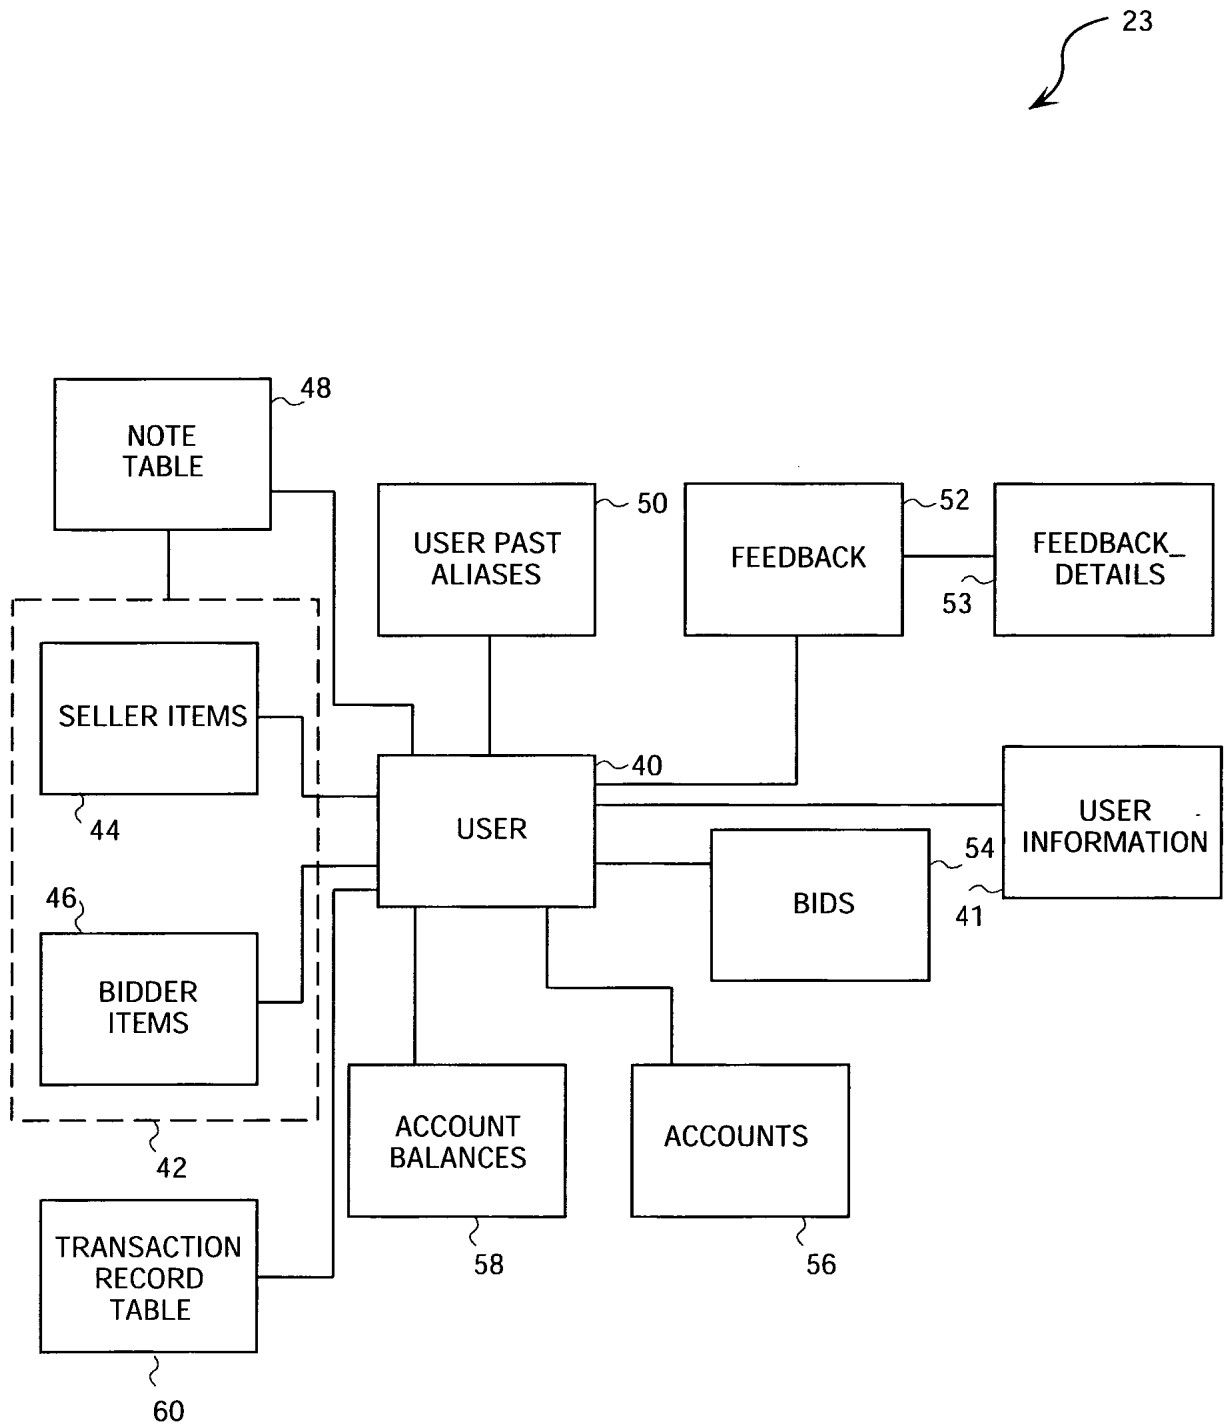 23
48
NOTE
TABLE
50
USER PAST
ALIASES
52
FEEDBACK
FEEDBACK_
DETAILS
53
SELLER ITEMS
44
40
USER
USER
INFORMATION
41
54
BIDS
46
BIDDER
ITEMS
42
ACCOUNT
BALANCES
58
ACCOUNTS
56
TRANSACTION
RECORD
TABLE
60